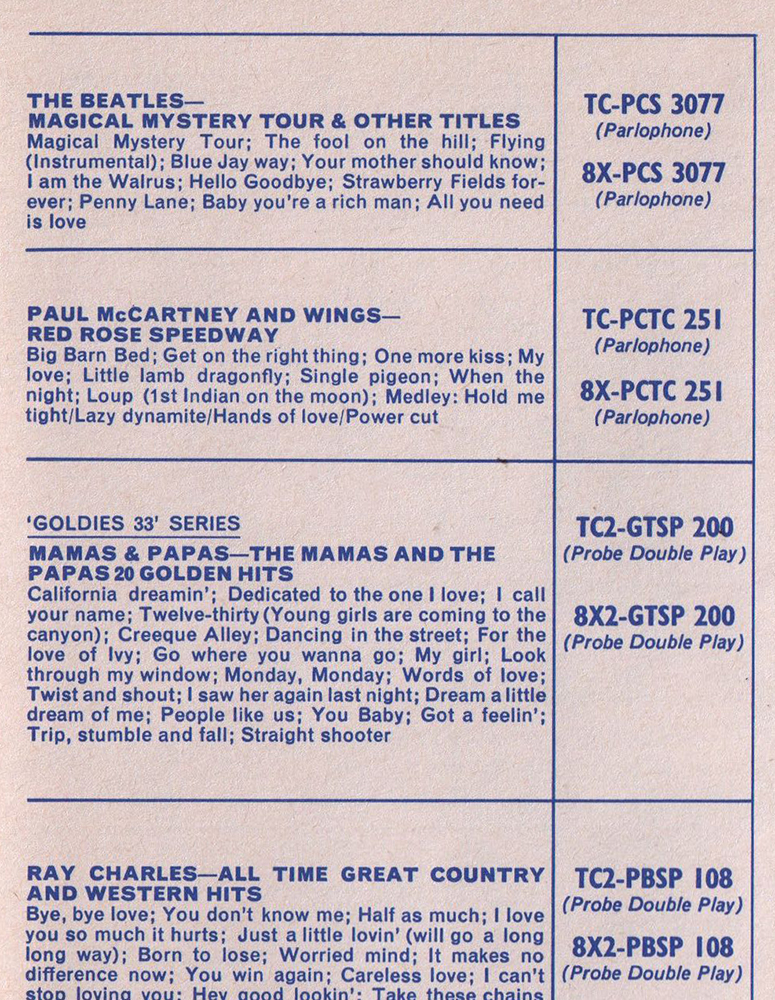 THE BEATLES—
MAGICAL MYSTERY TOUR & OTHER TITLES
Magical Mystery Tour; The fool on the hill; Flying
(Instrumental); Blue Jay way; Your mother should know;
I am the Walrus; Hello Goodbye; Strawberry Fields for-
ever; Penny Lane; Baby you're a rich man; All you need
is love
TC-PCS 3077
(Parlophone)
8X-PCS 3077
(Parlophone)
PAUL McCARTNEY AND WINGS—
RED ROSE SPEEDWAY
Big Barn Bed; Get on the right thing; One more kiss; My
love; Little lamb dragonfly; Single pigeon; When the
night; Loup (1st Indian on the moon); Medley: Hold me
tight/Lazy dynamite/Hands of love/Power cut
TC-PCTC 251
(Parlophone)
8X-PCTC 251
(Parlophone)
'GOLDIES 33' SERIES
MAMAS & PAPAS—THE MAMAS AND THE
PAPAS 20 GOLDEN HITS
California dreamin'; Dedicated to the one I love; I call
your name; Twelve-thirty (Young girls are coming to the
canyon); Creeque Alley; Dancing in the street; For the
love of Ivy; Go where you wanna go; My girl; Look
through my window; Monday, Monday; Words of love;
Twist and shout; I saw her again last night; Dream a little
dream of me; People like us; You Baby; Got a feelin';
Trip, stumble and fall; Straight shooter
TC2-GTSP 200
(Probe Double Play)
8X2-GTSP 200
(Probe Double Play)
RAY CHARLES—ALL TIME GREAT COUNTRY
AND WESTERN HITS
Bye, bye love; You don't know me; Half as much; I love
you so much it hurts; Just a little lovin' (will go a long
long way); Born to lose; Worried mind; It makes no
difference now; You win again; Careless love; I can't
stop loving you; Hey good lookin'; Take these chains
TC2-PBSP 108
(Probe Double Play)
8X2-PBSP 108
(Probe Double Play)